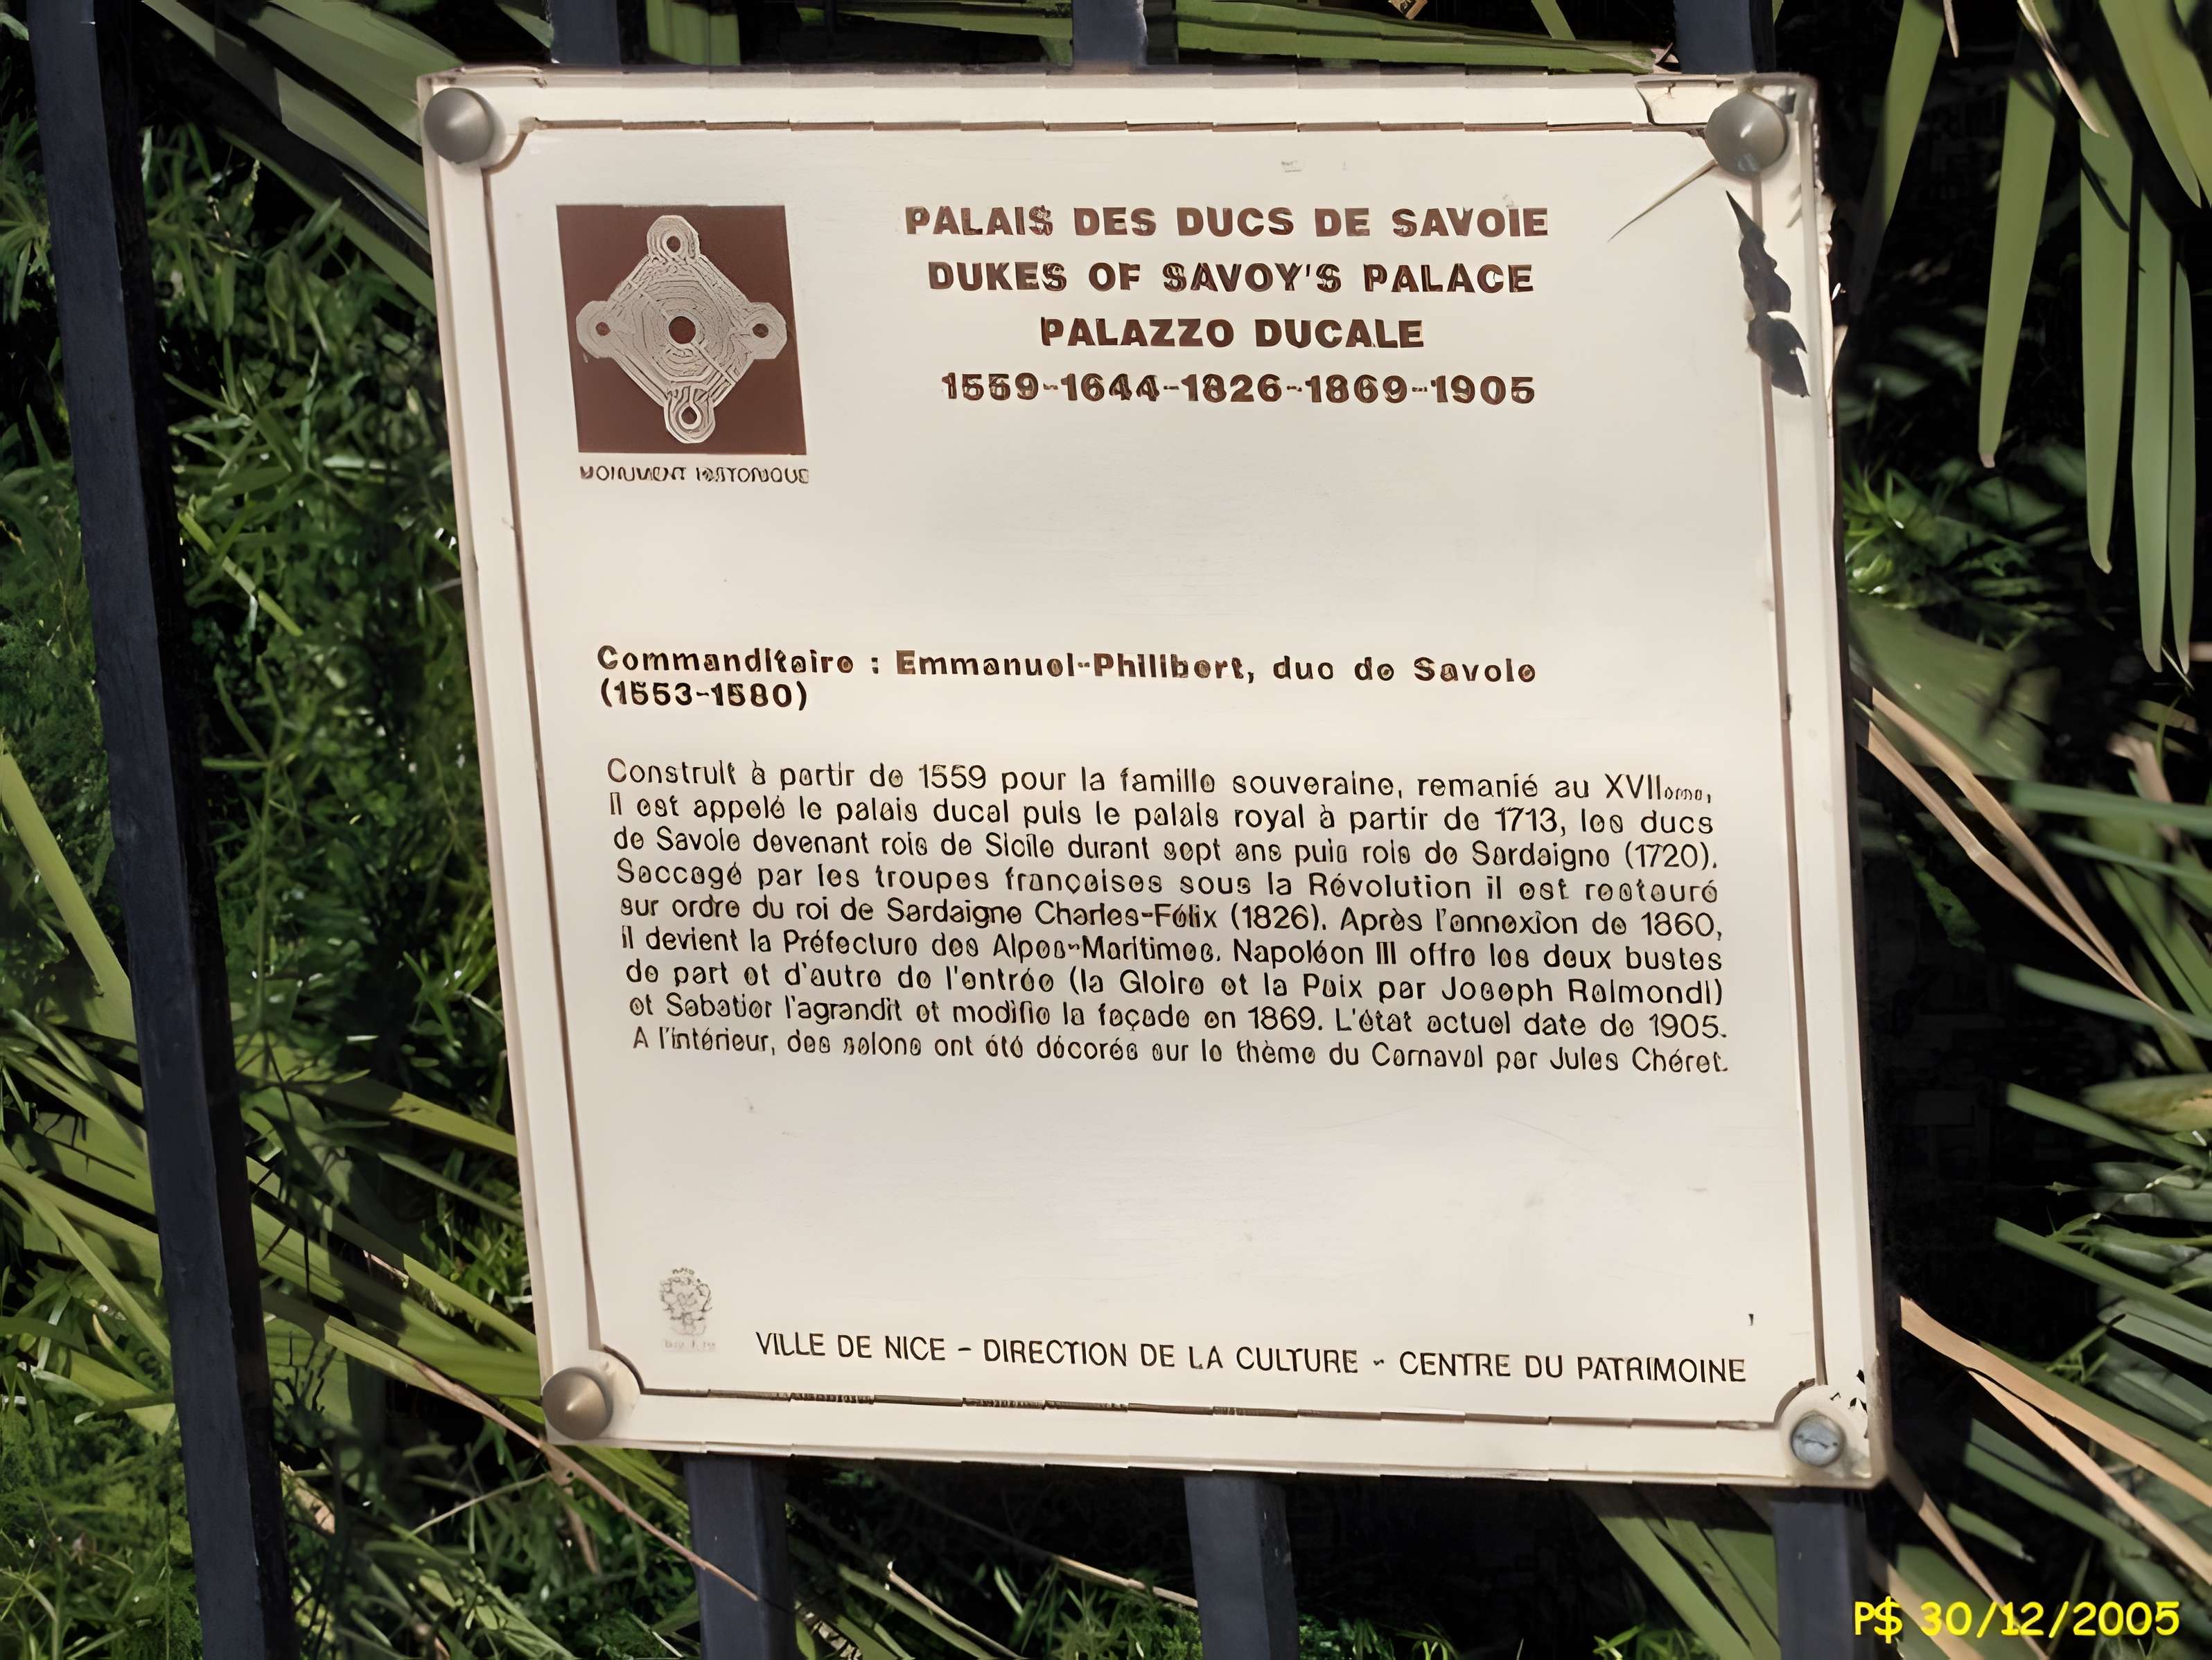 PALAIS DES DUCS DE SAVOIE
DUKES OF SAVOY'S PALACE
PALAZZO DUCALE
1559-1644-1826-1869-1905
MONUMENT HISTORIQUE
Commanditaire : Emmanuel-Philibert, duc de Savoie
(1553-1580)
Construit à partir de 1559 pour la famille souveraine, remanié au XVIIeme,
il est appelé le palais ducal puis le palais royal à partir de 1713, les ducs
de Savoie devenant rois de Sicile durant sept ans puis rois de Sardaigne (1720).
Saccagé par les troupes françaises sous la Révolution il est restauré
sur ordre du roi de Sardaigne Charles-Félix (1826). Après l'annexion de 1860,
il devient la Préfecture des Alpes-Maritimes. Napoléon III offre les deux bustes
de part et d'autre de l'entrée (la Gloire et la Paix par Joseph Raimondi)
et Sabatier l'agrandit et modifie la façade en 1869. L'état actuel date de 1905.
A l'intérieur, des salons ont été décorés sur le thème du Carnaval par Jules Chéret.
VILLE DE NICE - DIRECTION DE LA CULTURE - CENTRE DU PATRIMOINE
P$ 30/12/2005